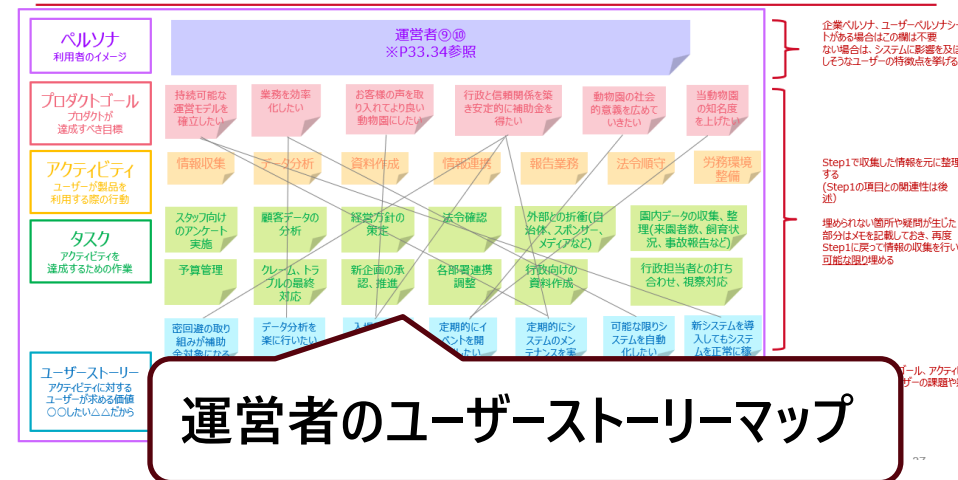 ペルソナ
利用者のイメージ
運営者⑨⑩
※P33.34参照
企業ペルソナ、ユーザーペルソナシー
トがある場合はこの欄は不要
ない場合は、システムに影響を及ぼ
しそうなユーザーの特徴点を挙げる
プロダクトゴール
プロダクトが
達成すべき目標
持続可能な
運営モデルを
確立したい
業務を効率
化したい
お客様の声を取
り入れてより良い
動物園にしたい
行政と信頼関係を築
き安定的に補助金を
得たい
動物園の社会
的意義を広めて
いきたい
当動物園
の知名度
を上げたい
アクティビティ
ユーザーが製品を
利用する際の行動
情報収集
データ分析
資料作成
情報連携
報告業務
法令順守
労務環境
整備
Step1で収集した情報を元に整理
する
(Step1の項目との関連性は後
述)
タスク
アクティビティを
達成するための作業
スタッフ向け
のアンケート
実施
顧客データの
分析
経営方針の
策定
法令確認
外部との折衝(自
治体、スポンサー、
メディアなど)
園内データの収集、整
理(来園者数、飼育状
況、事故報告など)
埋められない箇所や疑問が生じた
部分はメモを記載しておき、再度
Step1に戻って情報の収集を行い
可能な限り埋める
予算管理
クレーム、トラ
ブルの最終
対応
新企画の承
認、推進
各部署連携
調整
行政向けの
資料作成
行政担当者との打ち
合わせ、視察対応
ユーザーストーリー
アクティビティに対する
ユーザーが求める価値
○○したい△△だから
密回避の取り
組みが補助
金対象になる
データ分析を
楽に行いたい
定期的にイ
ベントを開
したい
定期的にシ
ステムのメン
テナンスを実
可能な限りシ
ステムを自動
化したい
新システムを導
入してもシステ
ムを正常に稼
ゴール、アクティ
ザーの課題や
運営者のユーザーストーリーマップ